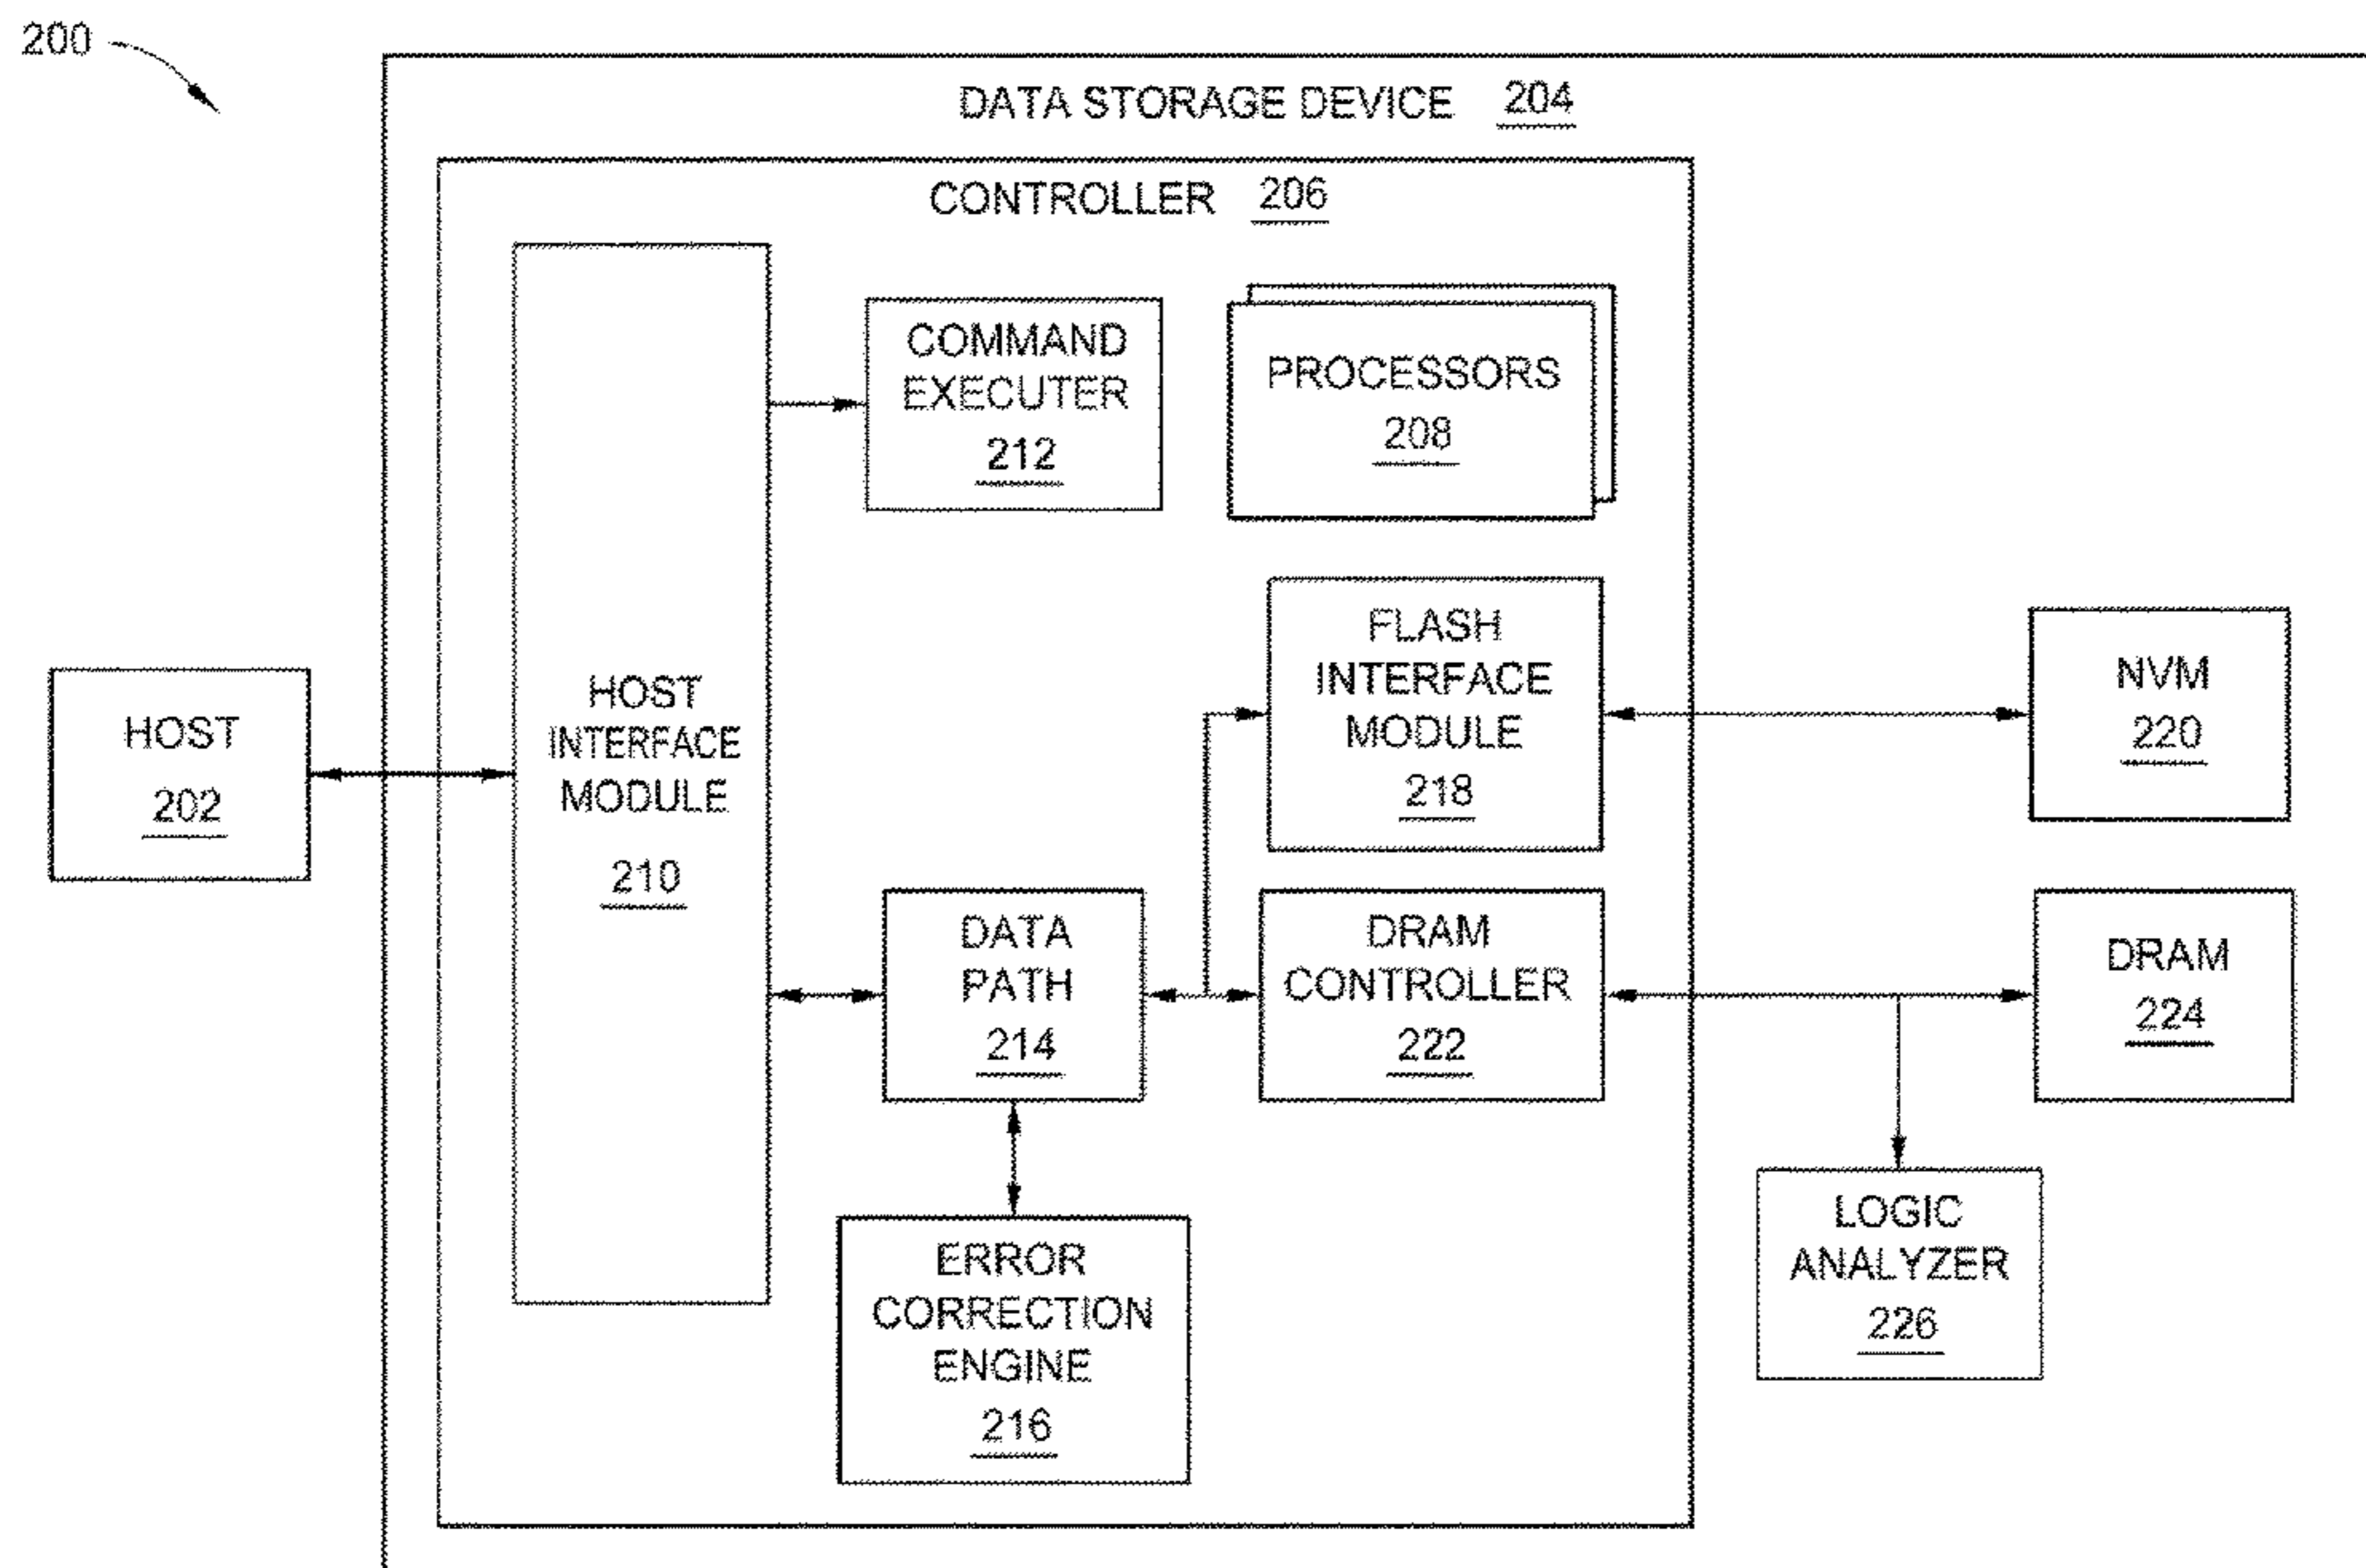 200
DATA STORAGE DEVICE 204
CONTROLLER 206
COMMAND
EXECUTER
212
PROCESSORS
208
HOST
202
HOST
INTERFACE
MODULE
210
FLASH
INTERFACE
MODULE
218
NVM
220
DATA
PATH
214
DRAM
CONTROLLER
222
DRAM
224
ERROR
CORRECTION
ENGINE
216
LOGIC
ANALYZER
226